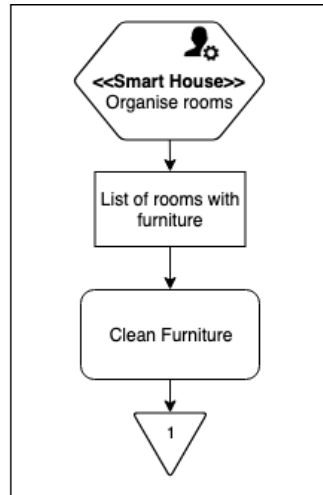 <<Smart House>>
Organise rooms
List of rooms with
furniture
Clean Furniture
1